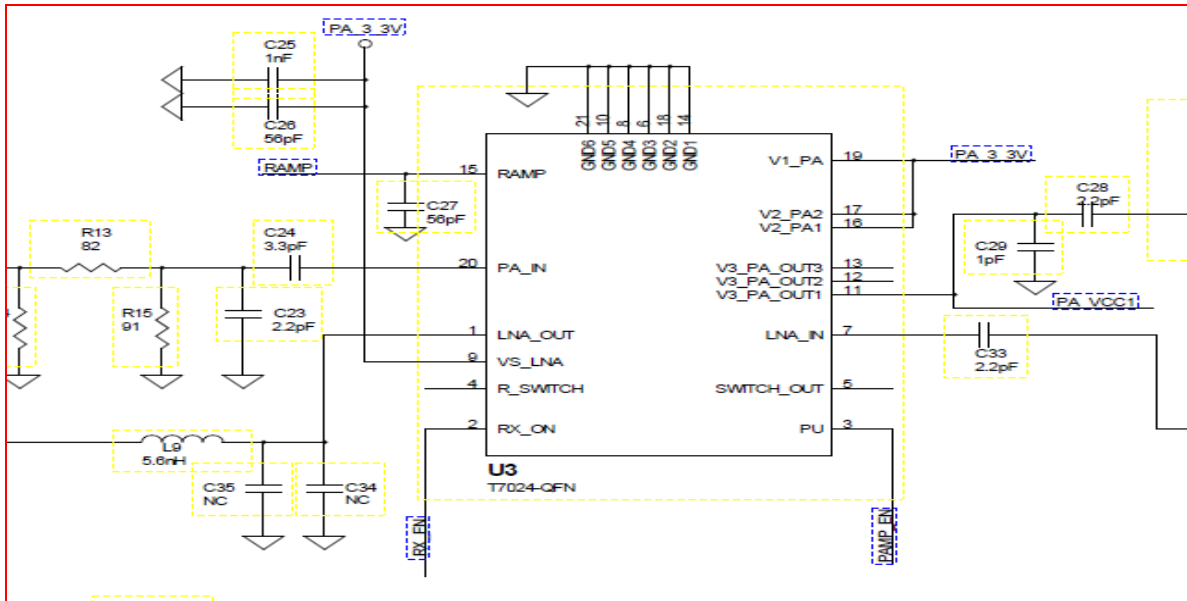 PA_3_3V
C25
1nF
C26
56pF
21
10
8
6
18
14
GND6
GND5
GND4
GND3
GND2
GND1
RAMP
15
RAMP
C27
56pF
V1_PA
19
PA_3_3V
V2_PA2
17
V2_PA1
16
C28
2.2pF
C29
1pF
R13
82
C24
3.3pF
20
PA_IN
V3_PA_OUT3
13
V3_PA_OUT2
12
V3_PA_OUT1
11
PA_VCC1
R15
91
C23
2.2pF
1
LNA_OUT
LNA_IN
7
C33
2.2pF
9
VS_LNA
4
R_SWITCH
SWITCH_OUT
5
2
RX_ON
PU
3
L9
5.6nH
U3
T7024-QFN
C35
NC
C34
NC
RX_EN
PAMP_EN